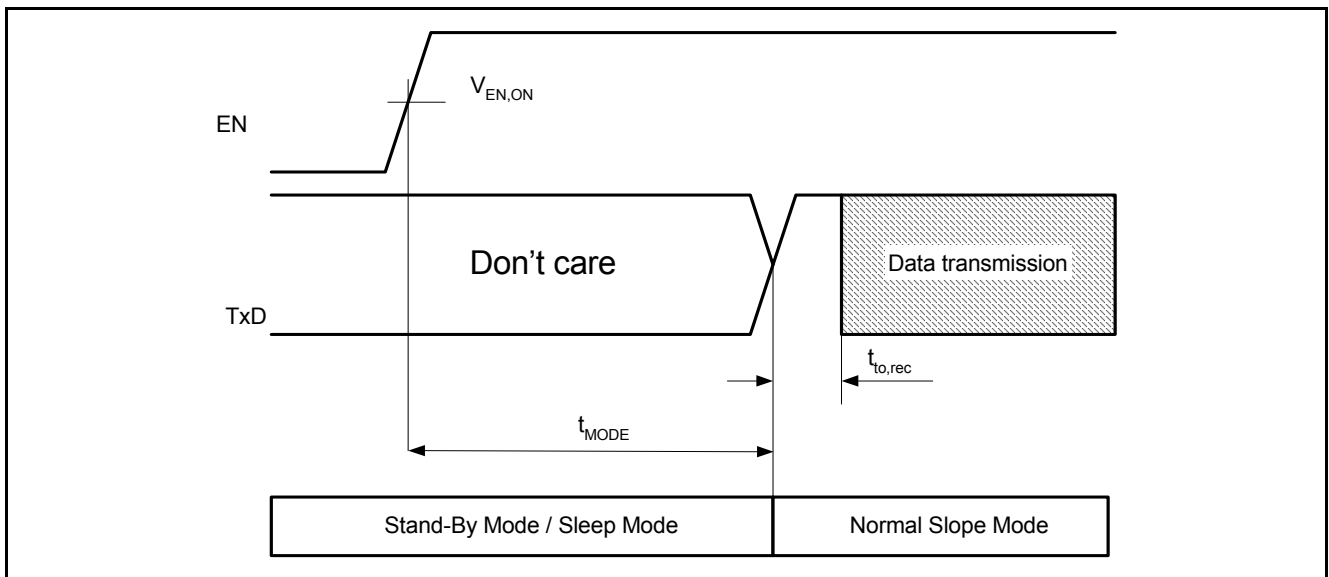 V_EN,ON
EN
Don't care
Data transmission
TxD
t_to,rec
t_MODE
Stand-By Mode / Sleep Mode
Normal Slope Mode